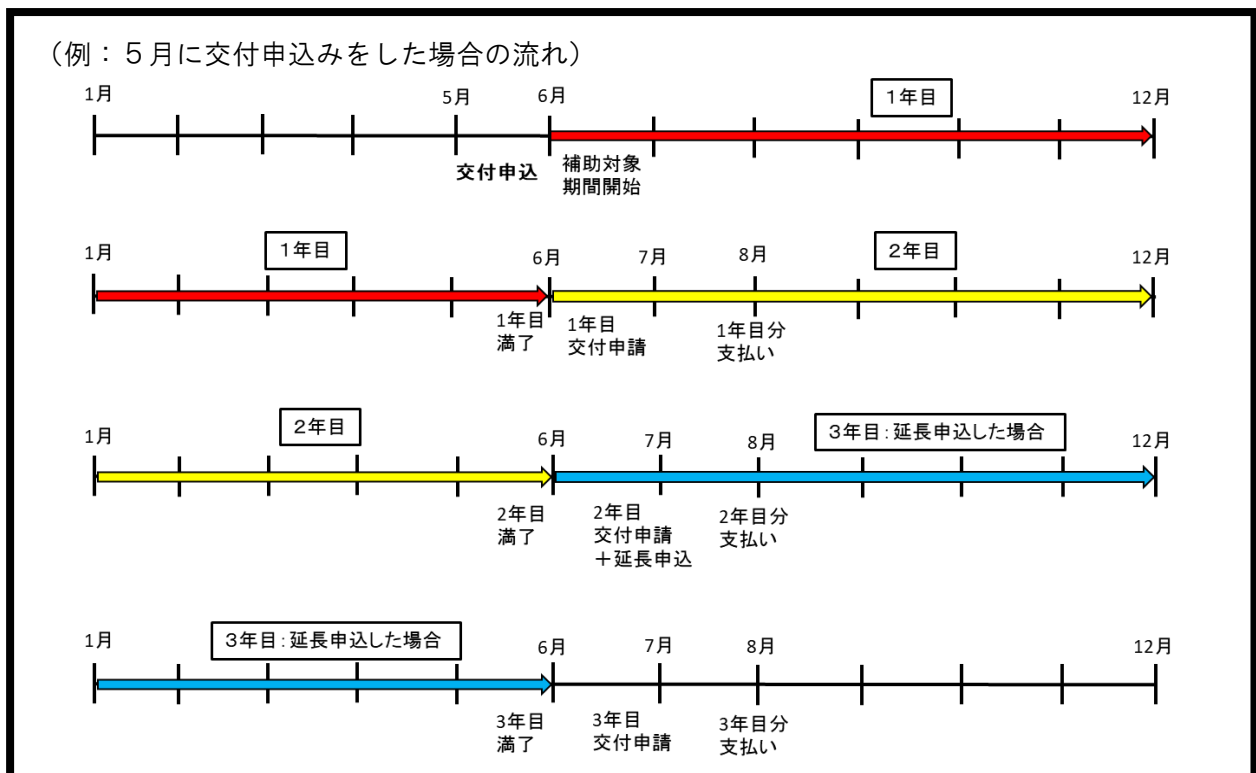 （例：５月に交付申込みをした場合の流れ）
1月 5月 6月 １年目 12月
交付申込 補助対象
期間開始
1月 １年目 6月 7月 8月 ２年目 12月
1年目
満了
1年目
交付申請
1年目分
支払い
1月 ２年目 6月 7月 8月 ３年目：延長申込した場合 12月
2年目
満了
2年目
交付申請
＋延長申込
2年目分
支払い
1月 ３年目：延長申込した場合 6月 7月 8月 12月
3年目
満了
3年目
交付申請
3年目分
支払い